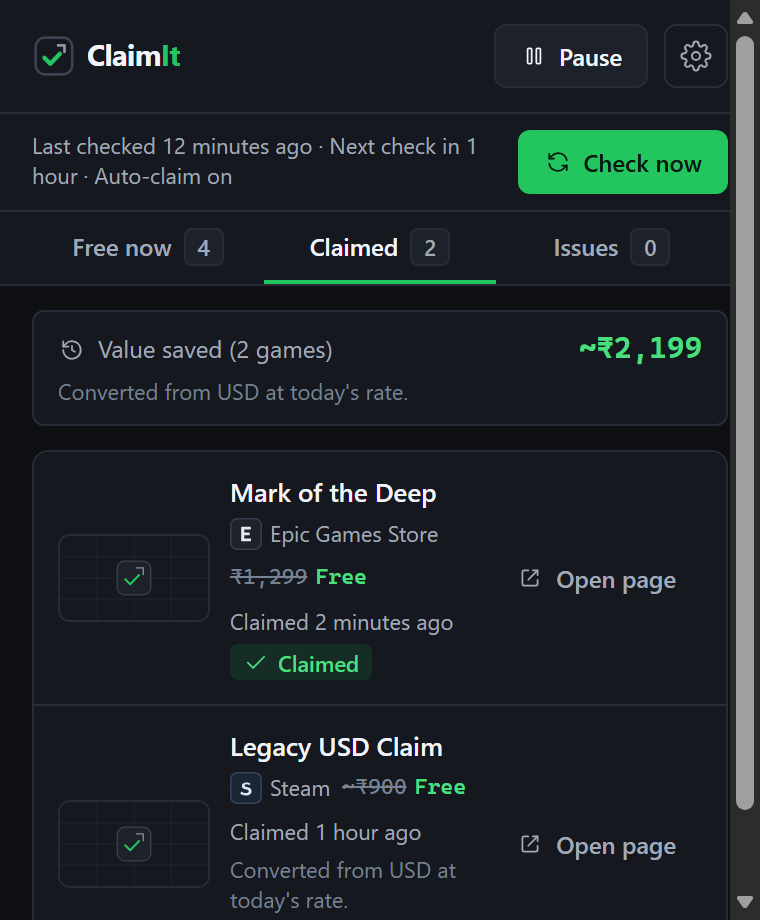 ClaimIt
Pause
Last checked 12 minutes ago · Next check in 1
hour · Auto-claim on
Check now
Free now 4
Claimed 2
Issues 0
Value saved (2 games)
~₹2,199
Converted from USD at today's rate.
Mark of the Deep
E Epic Games Store
₹1,299 Free
Claimed 2 minutes ago
Claimed
Open page
Legacy USD Claim
S Steam ~₹900 Free
Claimed 1 hour ago
Converted from USD at
today's rate.
Open page